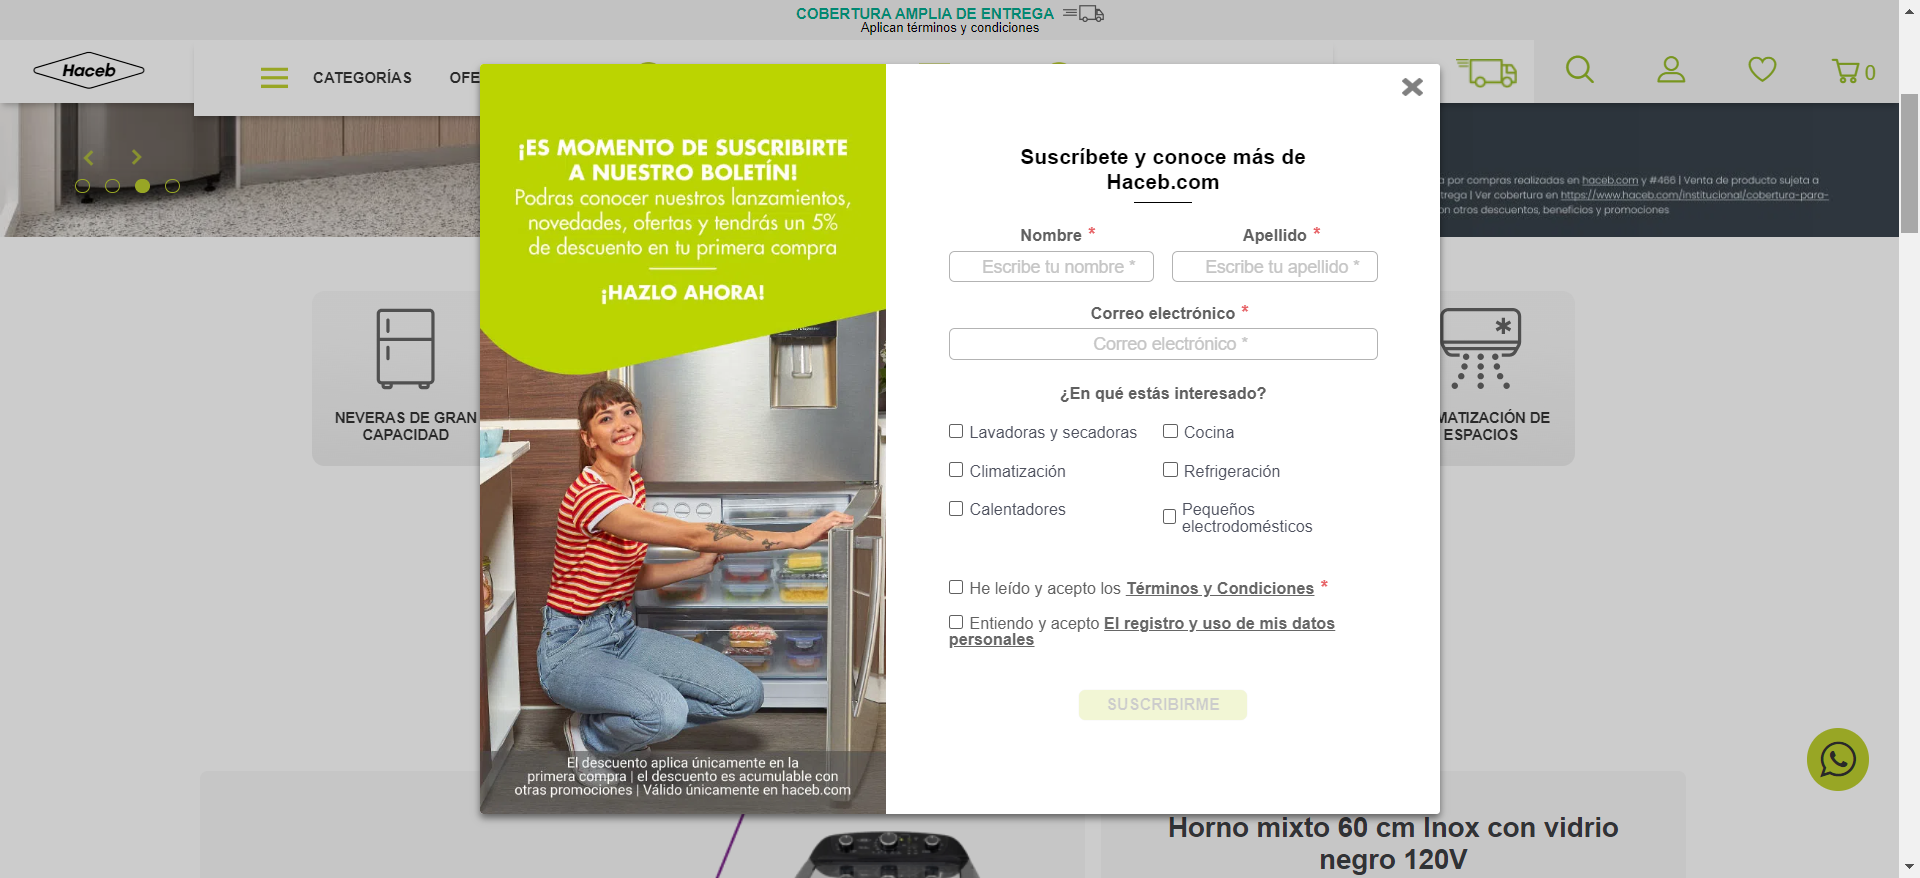 COBERTURA AMPLIA DE ENTREGA
Aplican términos y condiciones
Haceb
CATEGORÍAS
OFE
0
¡ES MOMENTO DE SUSCRIBIRTE
A NUESTRO BOLETÍN!
Podras conocer nuestros lanzamientos,
novedades, ofertas y tendrás un 5%
de descuento en tu primera compra
¡HAZLO AHORA!
El descuento aplica únicamente en la
primera compra | el descuento es acumulable con
otras promociones | Válido únicamente en haceb.com
Suscríbete y conoce más de
Haceb.com
Nombre *
Apellido *
Escribe tu nombre *
Escribe tu apellido *
Correo electrónico *
Correo electrónico *
¿En qué estás interesado?
Lavadoras y secadoras
Cocina
Climatización
Refrigeración
Calentadores
Pequeños
electrodomésticos
He leído y acepto los Términos y Condiciones *
Entiendo y acepto El registro y uso de mis datos
personales
SUSCRIBIRME
a por compras realizadas en haceb.com y #466 | Venta de producto sujeta a
trega | Ver cobertura en https://www.haceb.com/institucional/cobertura-para-
on otros descuentos, beneficios y promociones
NEVERAS DE GRAN
CAPACIDAD
MATIZACIÓN DE
ESPACIOS
Horno mixto 60 cm Inox con vidrio
negro 120V